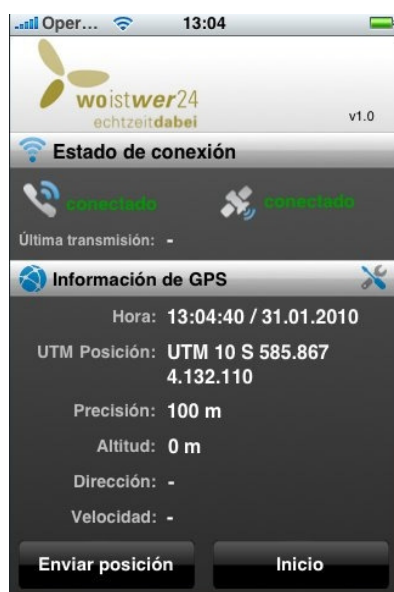 Oper... 13:04
woistwer24
echtzeitdabei
v1.0
Estado de conexión
conectado conectado
Última transmisión: -
Información de GPS
Hora: 13:04:40 / 31.01.2010
UTM Posición: UTM 10 S 585.867
4.132.110
Precisión: 100 m
Altitud: 0 m
Dirección: -
Velocidad: -
Enviar posición Inicio